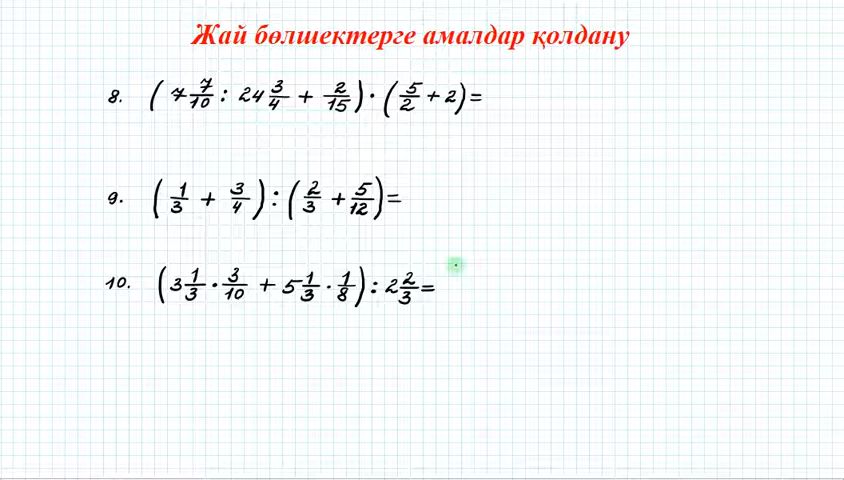 Жай бөлшектерге амалдар қолдану
8. (7 7/10 : 24 3/4 + 2/15) · (5/2 + 2) =
9. (1/3 + 3/4) : (2/3 + 5/12) =
10. (3 1/3 · 3/10 + 5 1/3 · 1/8) : 2 2/3 =